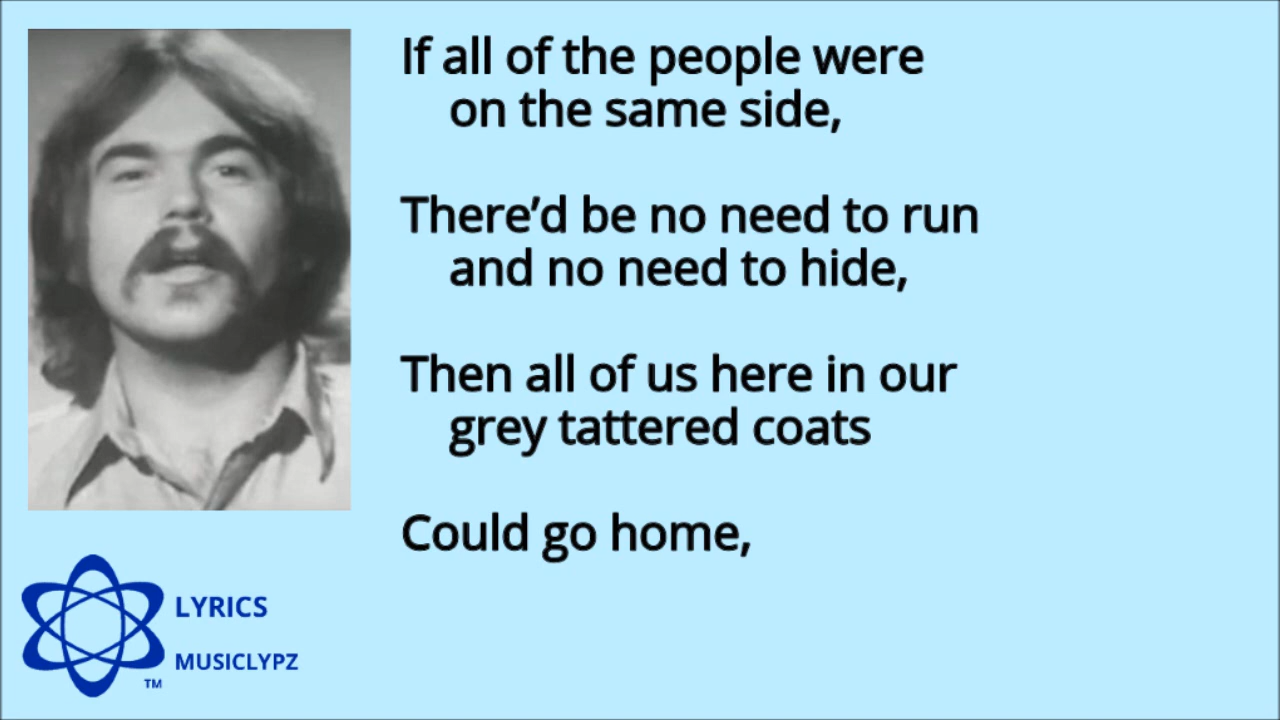 If all of the people were
on the same side,
There’d be no need to run
and no need to hide,
Then all of us here in our
grey tattered coats
Could go home,
LYRICS
MUSICLYPZ
TM